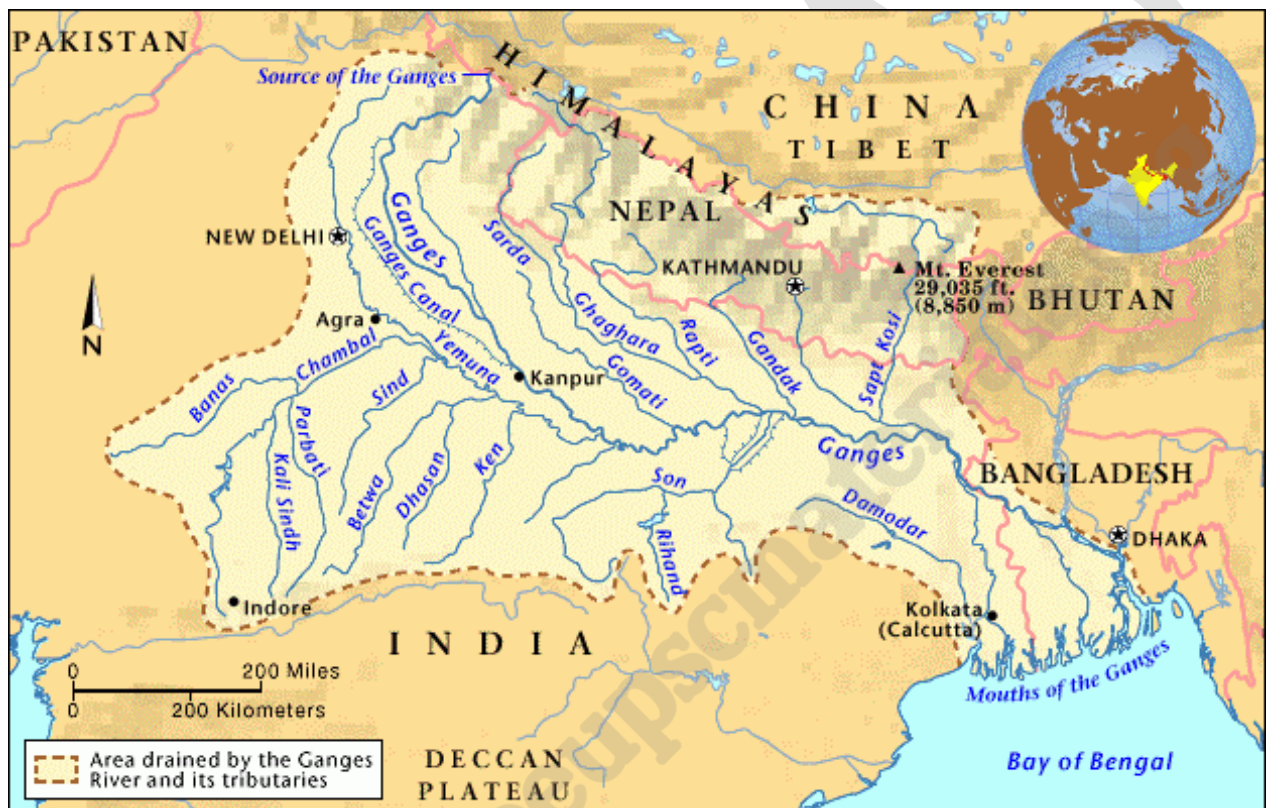 PAKISTAN
Source of the Ganges
HIMALAYAS
CHINA
TIBET
NEPAL
NEW DELHI
Ganges
Ganges Canal
Sarda
KATHMANDU
Mt. Everest
29,035 ft.
(8,850 m)
BHUTAN
N
Agra
Chambal
Yemuna
Ghaghara
Rapti
Gandak
Sapt Kosi
Banas
Sind
Kanpur
Gomati
Parbati
Kali Sindh
Betwa
Dhasan
Ken
Son
Ganges
BANGLADESH
Damodar
Rihand
DHAKA
Indore
Kolkata
(Calcutta)
INDIA
Mouths of the Ganges
0 200 Miles
0 200 Kilometers
Area drained by the Ganges
River and its tributaries
DECCAN
PLATEAU
Bay of Bengal